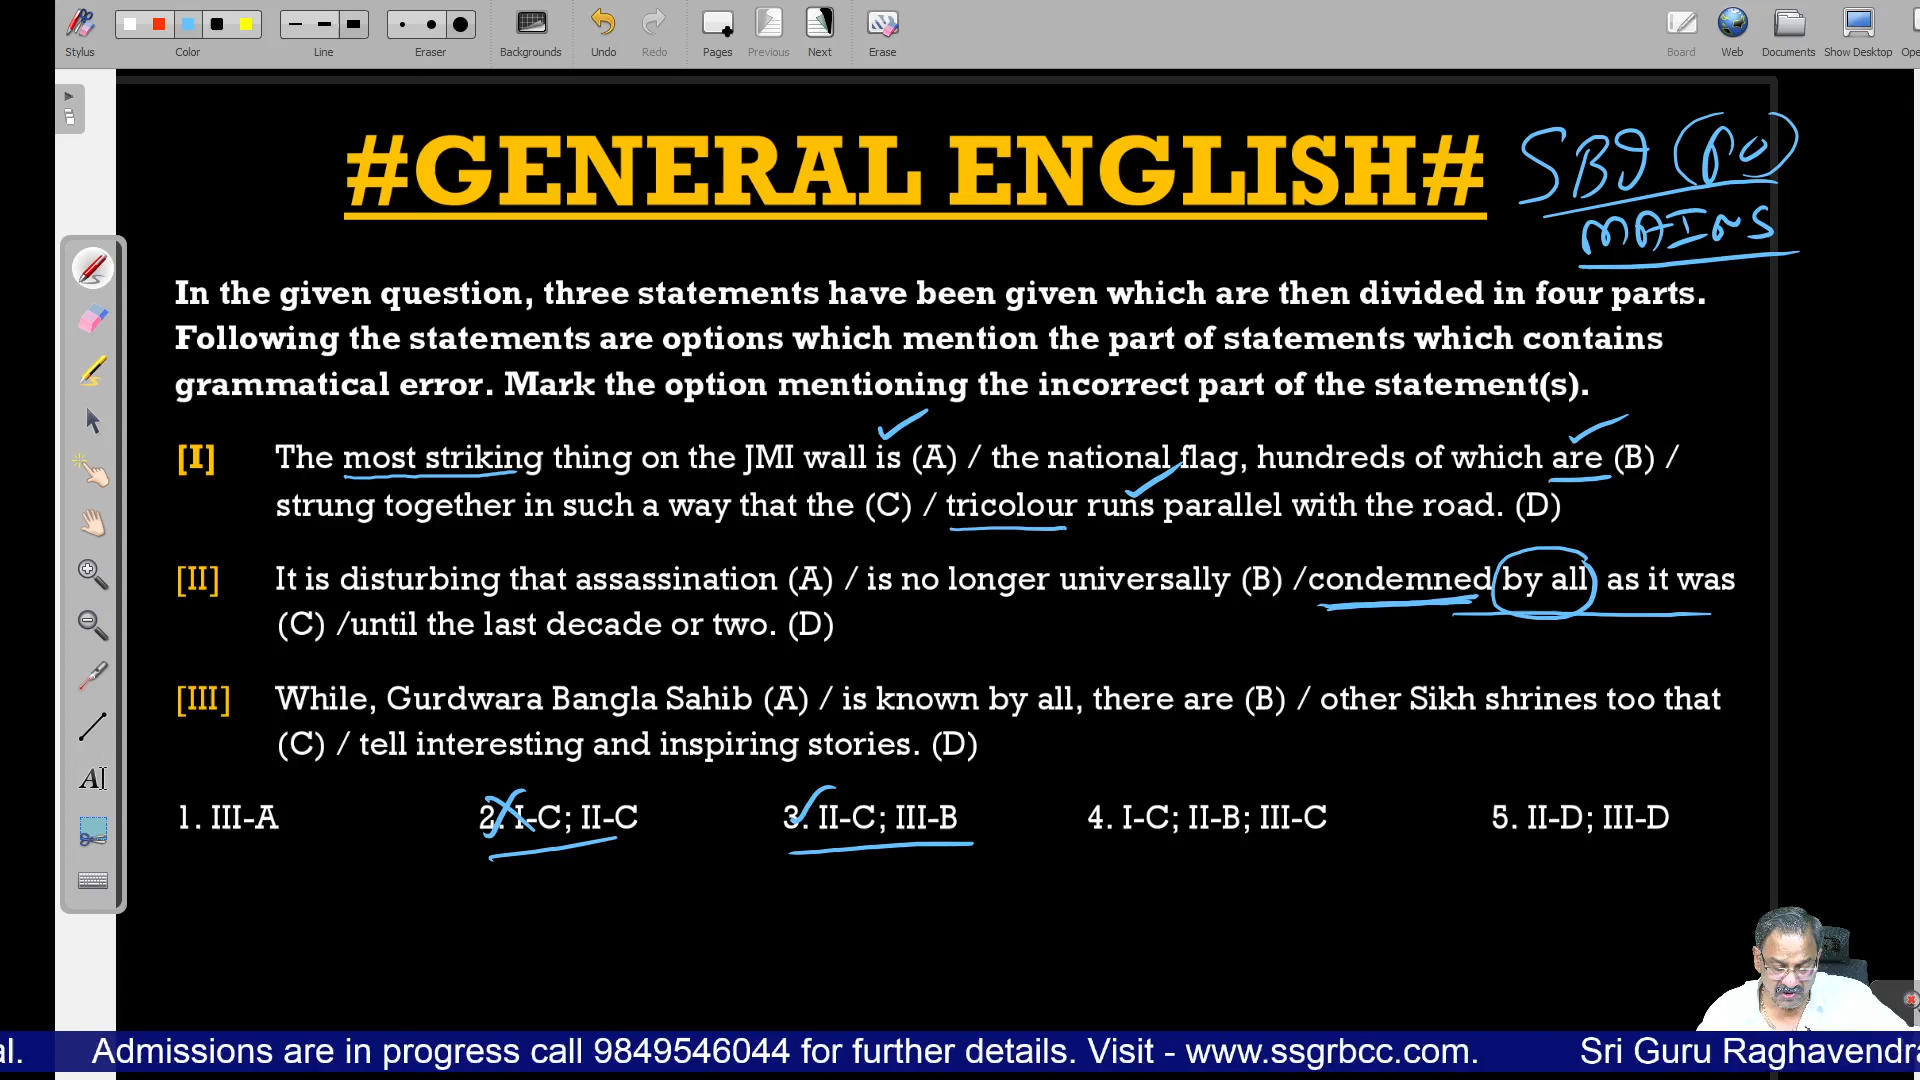 Stylus Color Line Eraser Backgrounds Undo Redo Pages Previous Next Erase Board Web Documents Show Desktop
#GENERAL ENGLISH#
SBI (PO)
MAINS
In the given question, three statements have been given which are then divided in four parts.
Following the statements are options which mention the part of statements which contains
grammatical error. Mark the option mentioning the incorrect part of the statement(s).
[I] The most striking thing on the JMI wall is (A) / the national flag, hundreds of which are (B) /
strung together in such a way that the (C) / tricolour runs parallel with the road. (D)
[II] It is disturbing that assassination (A) / is no longer universally (B) /condemned by all as it was
(C) /until the last decade or two. (D)
[III] While, Gurdwara Bangla Sahib (A) / is known by all, there are (B) / other Sikh shrines too that
(C) / tell interesting and inspiring stories. (D)
1. III-A 2. I-C; II-C 3. II-C; III-B 4. I-C; II-B; III-C 5. II-D; III-D
al. Admissions are in progress call 9849546044 for further details. Visit - www.ssgrbcc.com. Sri Guru